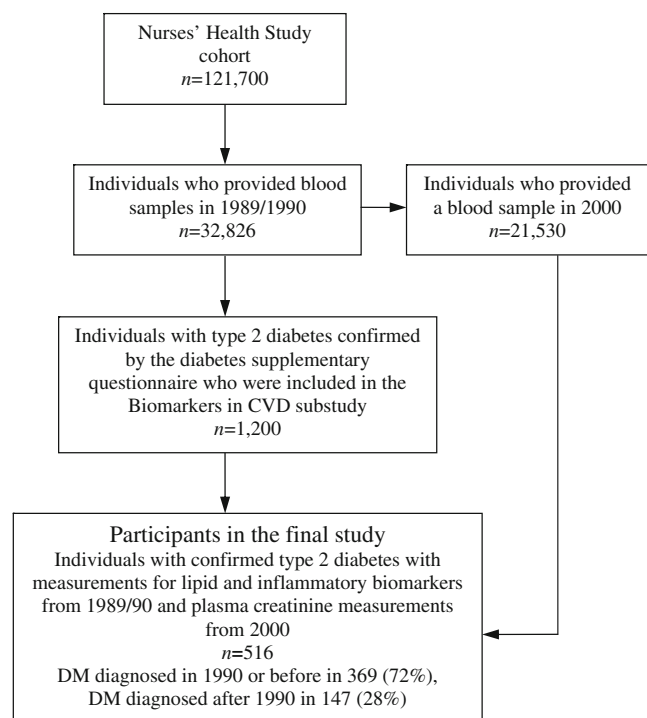 Nurses’ Health Study
cohort
n=121,700
Individuals who provided blood
samples in 1989/1990
n=32,826
Individuals who provided
a blood sample in 2000
n=21,530
Individuals with type 2 diabetes confirmed
by the diabetes supplementary
questionnaire who were included in the
Biomarkers in CVD substudy
n=1,200
Participants in the final study
Individuals with confirmed type 2 diabetes with
measurements for lipid and inflammatory biomarkers
from 1989/90 and plasma creatinine measurements
from 2000
n=516
DM diagnosed in 1990 or before in 369 (72%),
DM diagnosed after 1990 in 147 (28%)